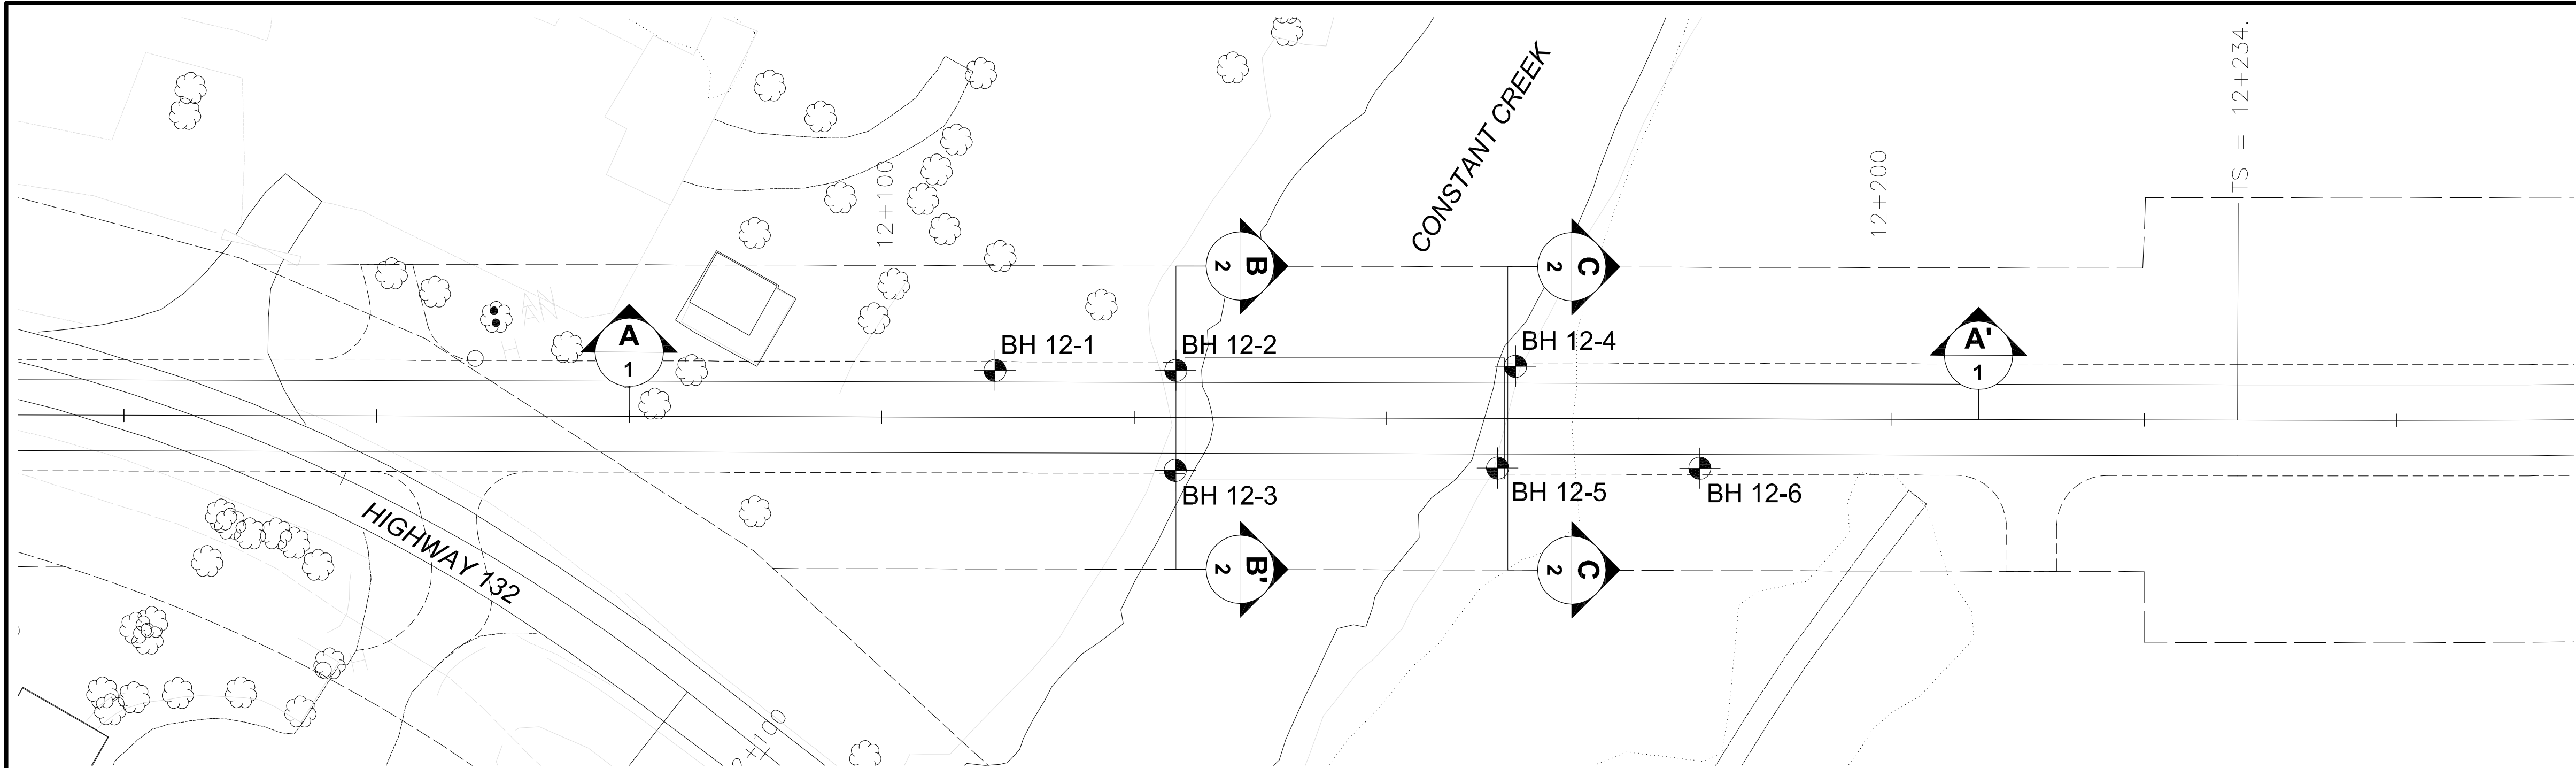 TS = 12+234.
CONSTANT CREEK
12+100
12+200
B
2
C
2
A
1
BH 12-1
BH 12-2
BH 12-4
A'
1
BH 12-3
BH 12-5
BH 12-6
HIGHWAY 132
B'
2
C
2